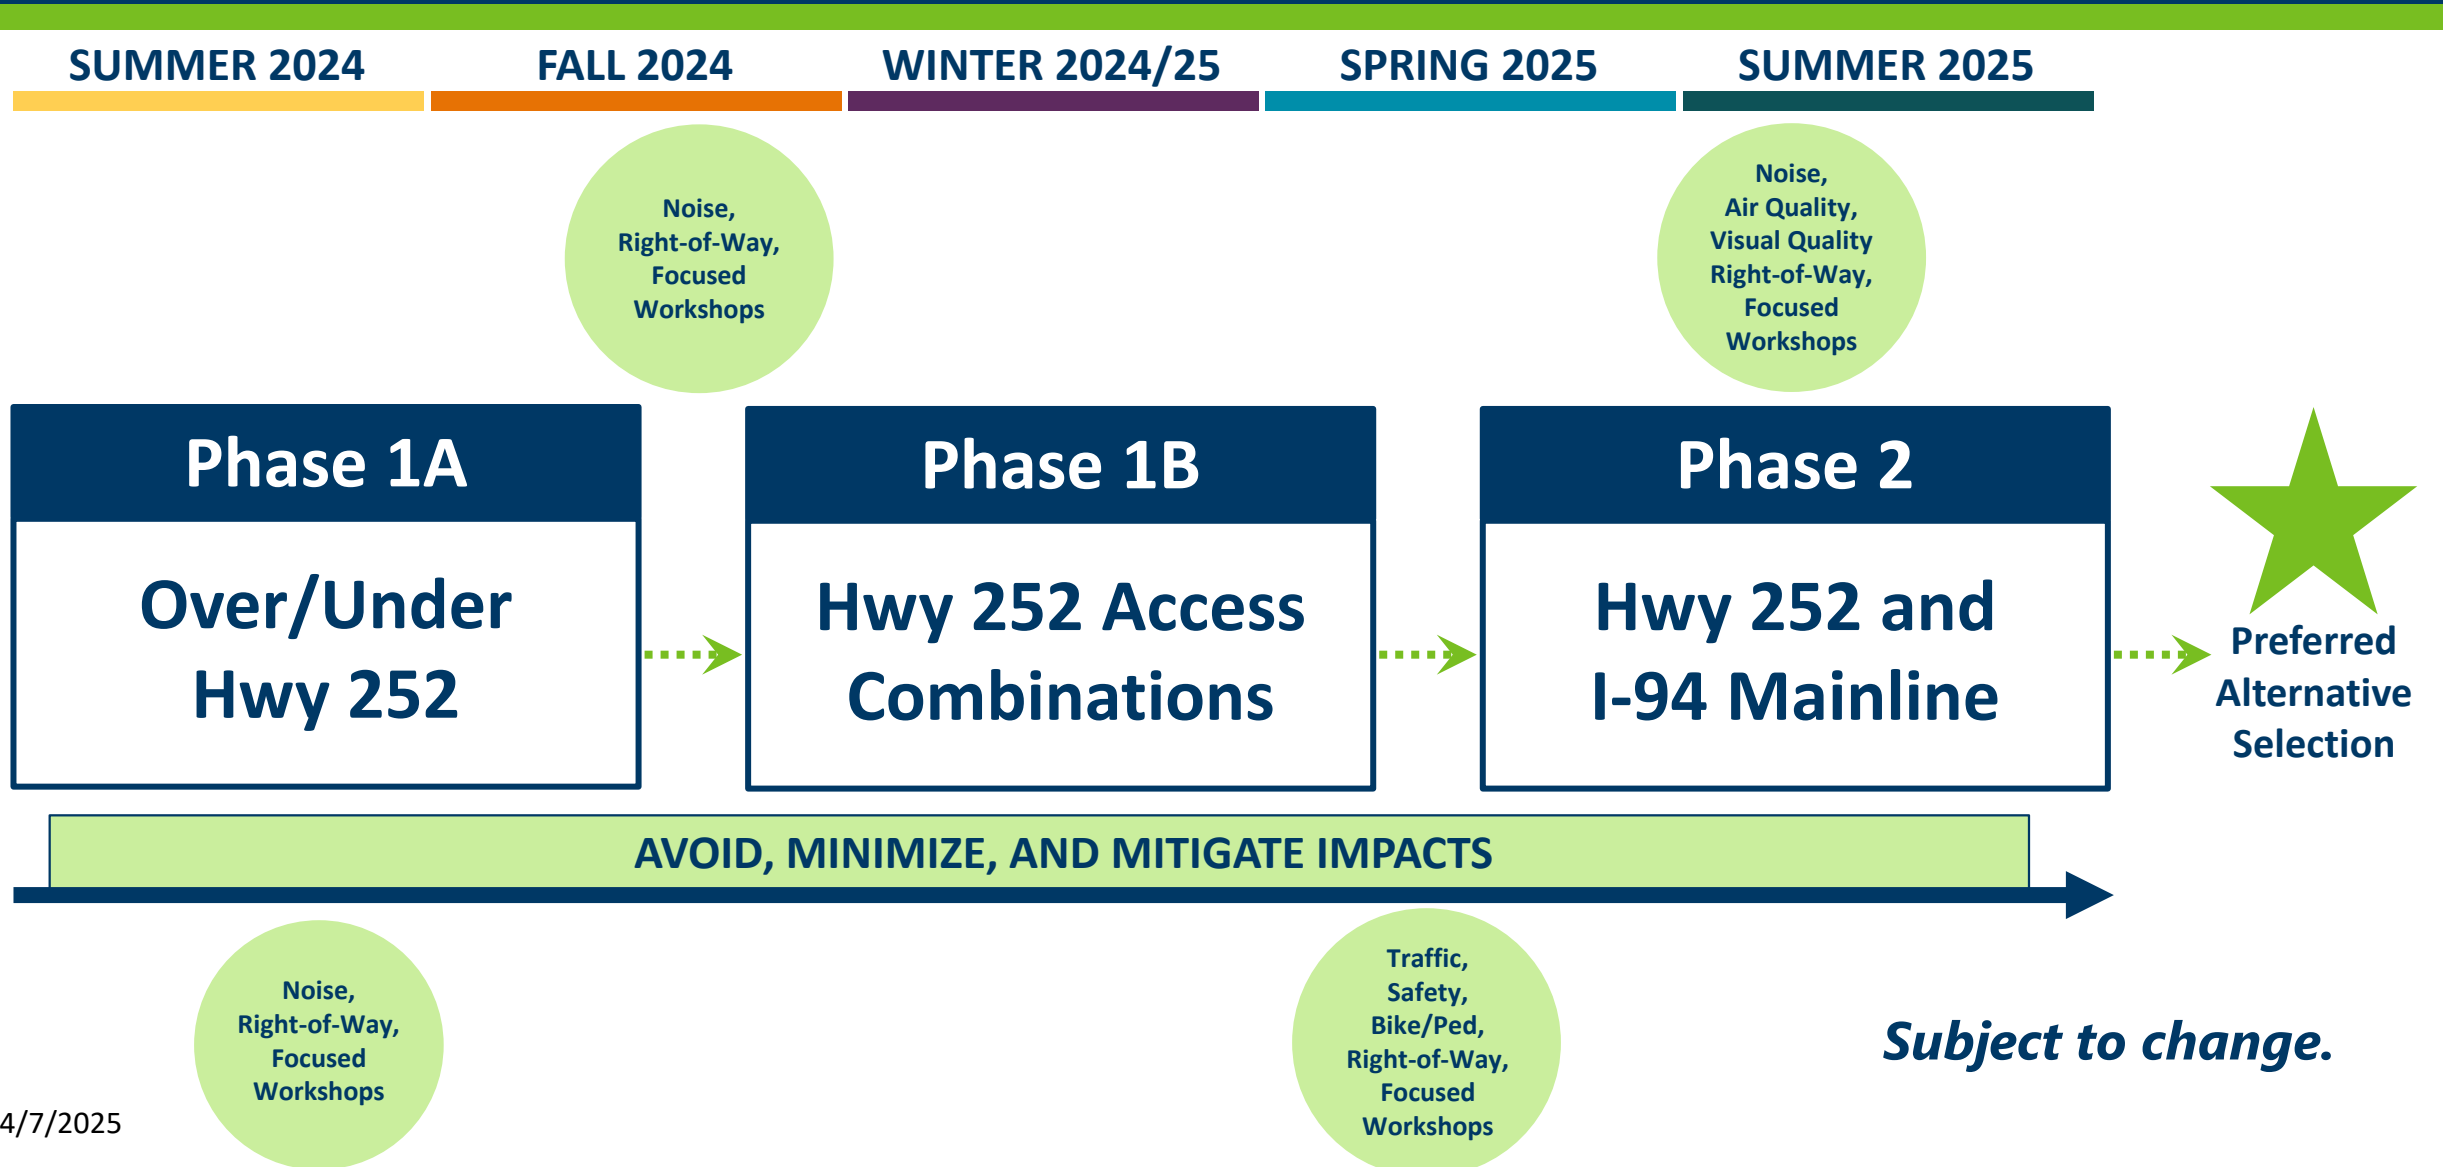 SUMMER 2024
FALL 2024
WINTER 2024/25
SPRING 2025
SUMMER 2025
Noise,
Right-of-Way,
Focused
Workshops
Noise,
Air Quality,
Visual Quality
Right-of-Way,
Focused
Workshops
Phase 1A
Over/Under
Hwy 252
Phase 1B
Hwy 252 Access
Combinations
Phase 2
Hwy 252 and
I-94 Mainline
Preferred
Alternative
Selection
AVOID, MINIMIZE, AND MITIGATE IMPACTS
Noise,
Right-of-Way,
Focused
Workshops
Traffic,
Safety,
Bike/Ped,
Right-of-Way,
Focused
Workshops
Subject to change.
4/7/2025